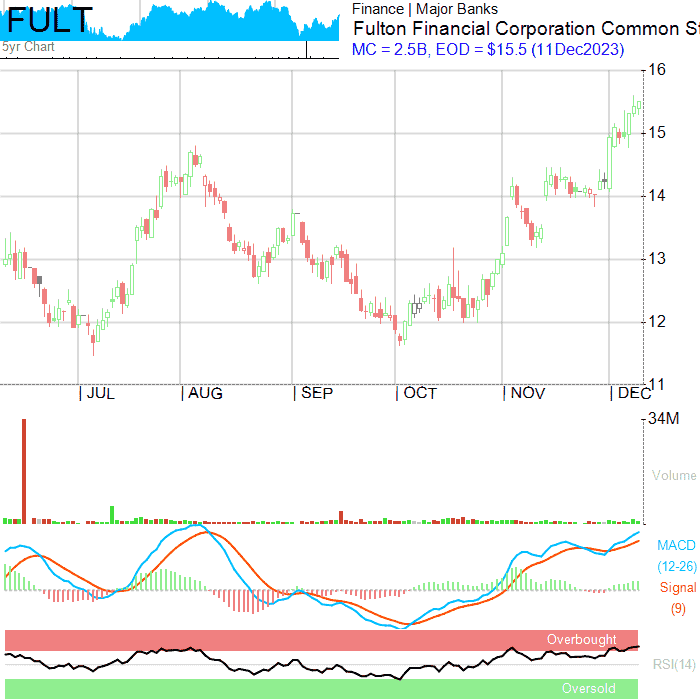 FULT
5yr Chart
Finance | Major Banks
Fulton Financial Corporation Common
MC = 2.5B, EOD = $15.5 (11Dec2023)
16
15
14
13
12
11
| JUL | AUG | SEP | OCT | NOV | DEC
34M
Volume
MACD
(12-26)
Signal
(9)
Overbought
RSI(14)
Oversold